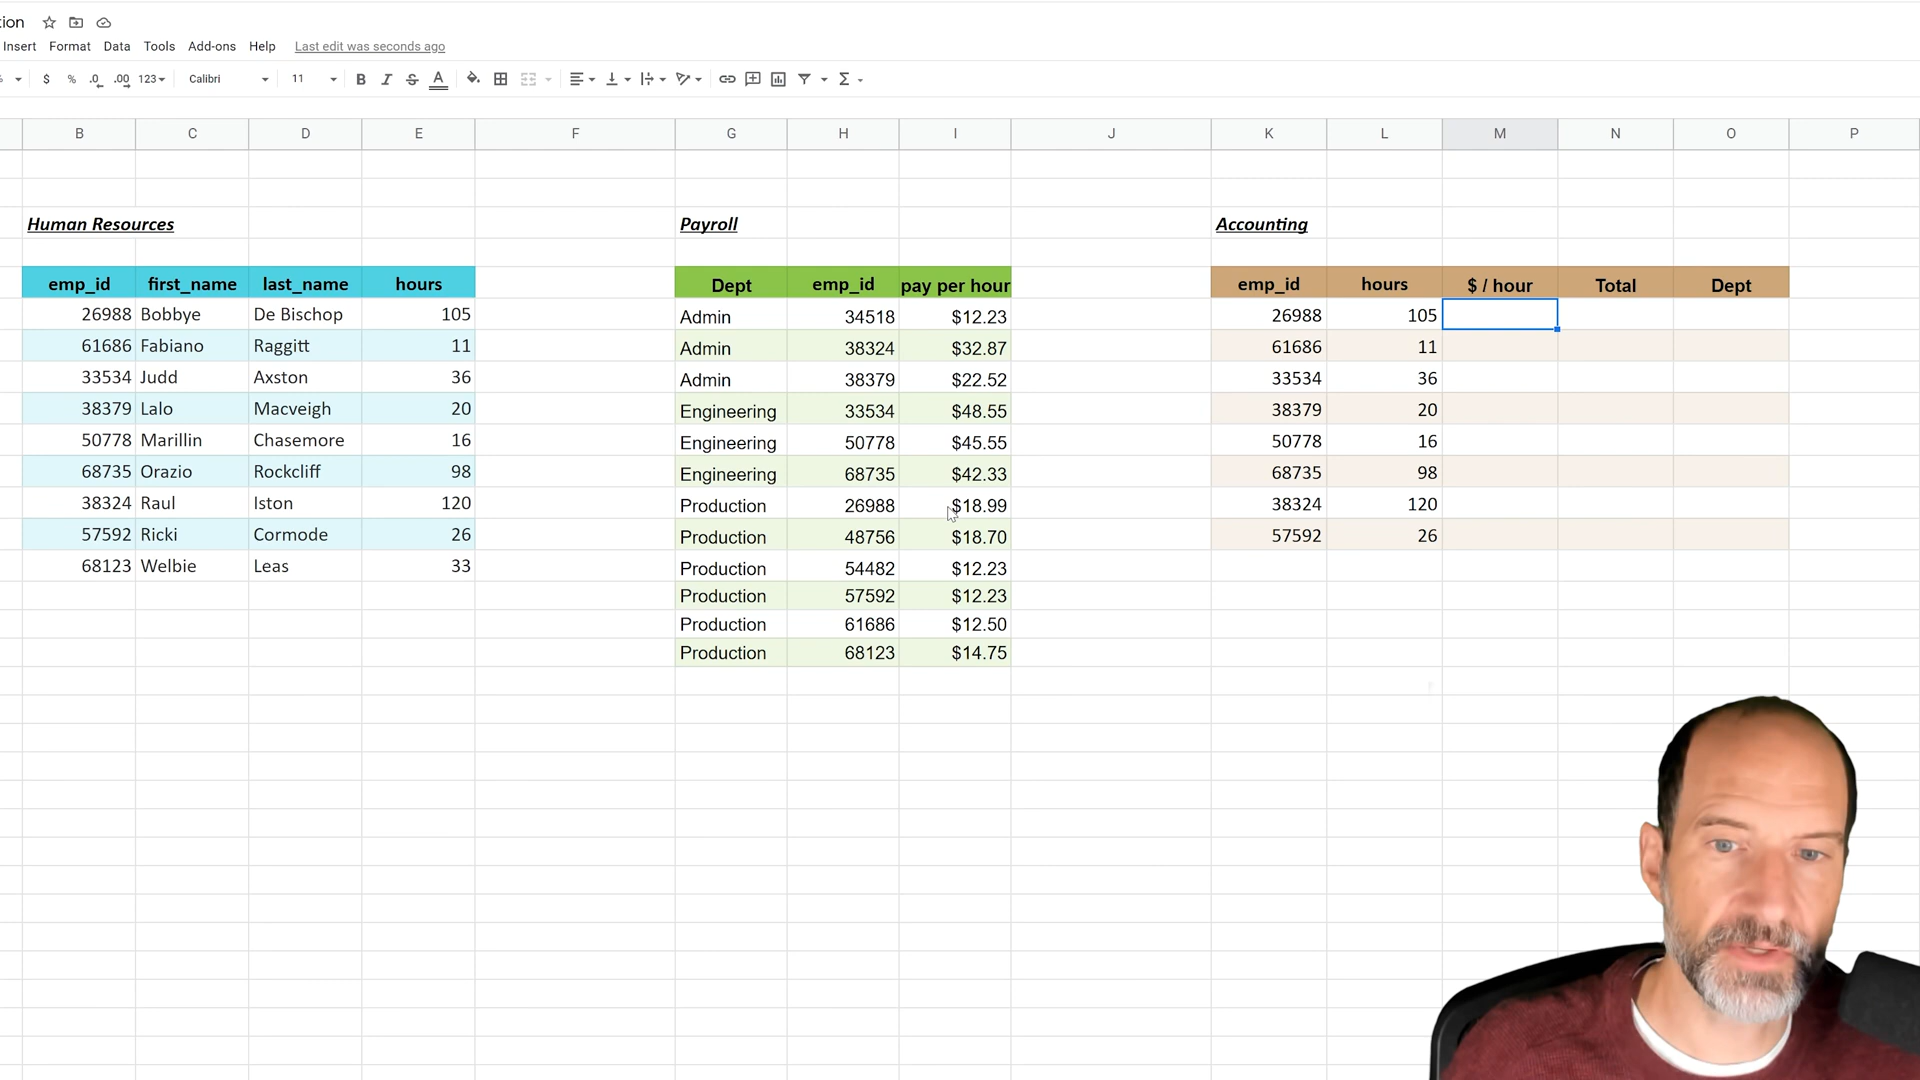 tion
Insert Format Data Tools Add-ons Help Last edit was seconds ago
% $ % .0 .00 123 Calibri 11 B I S A
B C D E F G H I J K L M N O P
Human Resources Payroll Accounting
emp_id first_name last_name hours Dept emp_id pay per hour emp_id hours $ / hour Total Dept
26988 Bobbye De Bischop 105 Admin 34518 $12.23 26988 105
61686 Fabiano Raggitt 11 Admin 38324 $32.87 61686 11
33534 Judd Axston 36 Admin 38379 $22.52 33534 36
38379 Lalo Macveigh 20 Engineering 33534 $48.55 38379 20
50778 Marillin Chasemore 16 Engineering 50778 $45.55 50778 16
68735 Orazio Rockcliff 98 Engineering 68735 $42.33 68735 98
38324 Raul Iston 120 Production 26988 $18.99 38324 120
57592 Ricki Cormode 26 Production 48756 $18.70 57592 26
68123 Welbie Leas 33 Production 54482 $12.23
Production 57592 $12.23
Production 61686 $12.50
Production 68123 $14.75